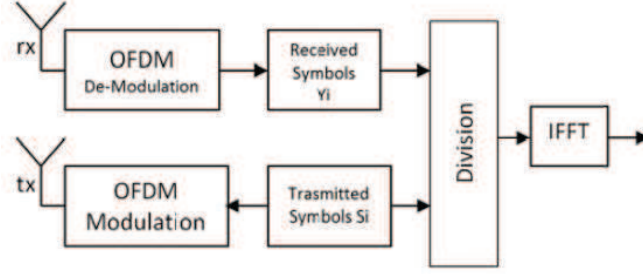 rx
OFDM
De-Modulation
Received
Symbols
Yi
Division
IFFT
tx
OFDM
Modulation
Trasmitted
Symbols Si